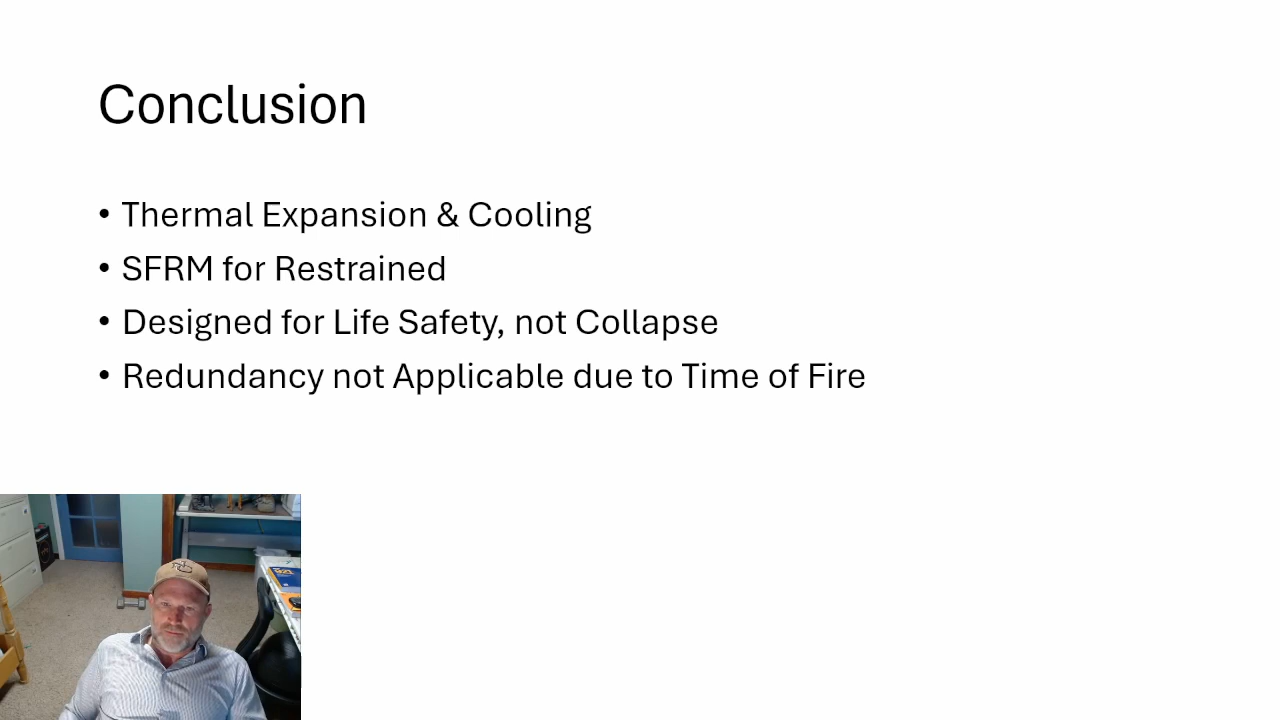 Conclusion
• Thermal Expansion & Cooling
• SFRM for Restrained
• Designed for Life Safety, not Collapse
• Redundancy not Applicable due to Time of Fire